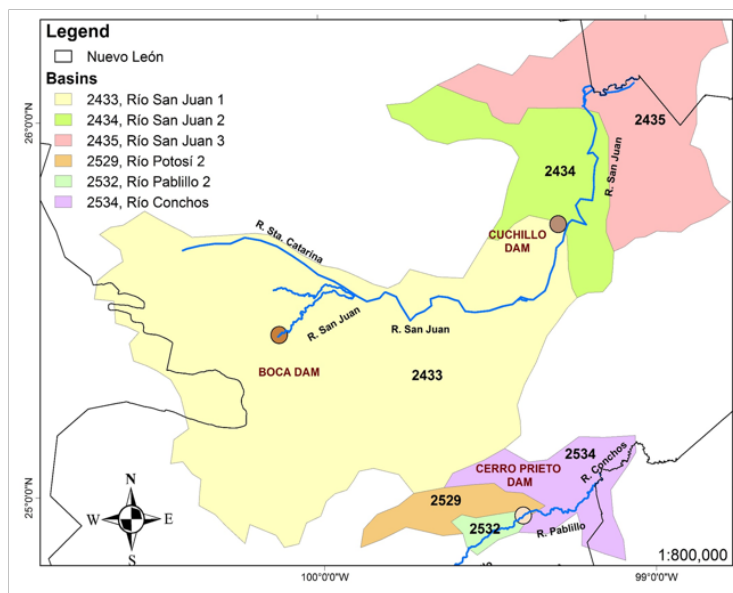 Legend
Nuevo León
Basins
2433, Río San Juan 1
2434, Río San Juan 2
2435, Río San Juan 3
2529, Río Potosí 2
2532, Río Pablillo 2
2534, Río Conchos
26°0'0"N
25°0'0"N
2435
2434
R. San Juan
CUCHILLO
DAM
R. Sta. Catarina
R. San Juan
R. San Juan
BOCA DAM
2433
2534
CERRO PRIETO
DAM
R. Conchos
2529
2532
R. Pablillo
N
W
E
S
1:800,000
100°0'0"W
99°0'0"W